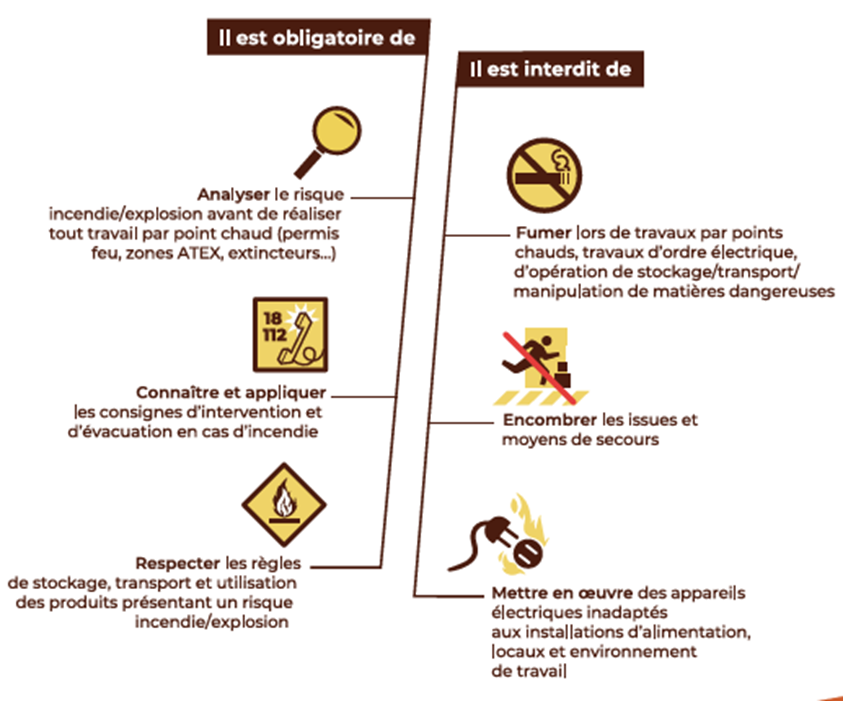 Il est obligatoire de
Analyser le risque
incendie/explosion avant de réaliser
tout travail par point chaud (permis
feu, zones ATEX, extincteurs...)
18
112
Connaître et appliquer
les consignes d'intervention et
d'évacuation en cas d'incendie
Respecter les règles
de stockage, transport et utilisation
des produits présentant un risque
incendie/explosion
Il est interdit de
Fumer lors de travaux par points
chauds, travaux d'ordre électrique,
d'opération de stockage/transport/
manipulation de matières dangereuses
Encombrer les issues et
moyens de secours
Mettre en œuvre des appareils
électriques inadaptés
aux installations d'alimentation,
locaux et environnement
de travail